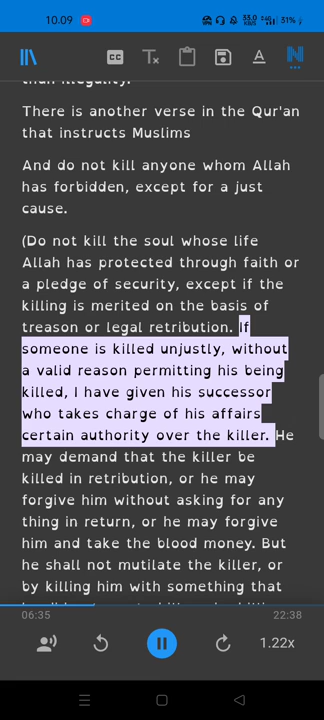 10.09
33.0
KB/S
31%
CC
A
N
than illegality.
There is another verse in the Qur'an
that instructs Muslims
And do not kill anyone whom Allah
has forbidden, except for a just
cause.
(Do not kill the soul whose life
Allah has protected through faith or
a pledge of security, except if the
killing is merited on the basis of
treason or legal retribution. If
someone is killed unjustly, without
a valid reason permitting his being
killed, I have given his successor
who takes charge of his affairs
certain authority over the killer. He
may demand that the killer be
killed in retribution, or he may
forgive him without asking for any
thing in return, or he may forgive
him and take the blood money. But
he shall not mutilate the killer, or
by killing him with something that
06:35
22:38
1.22x